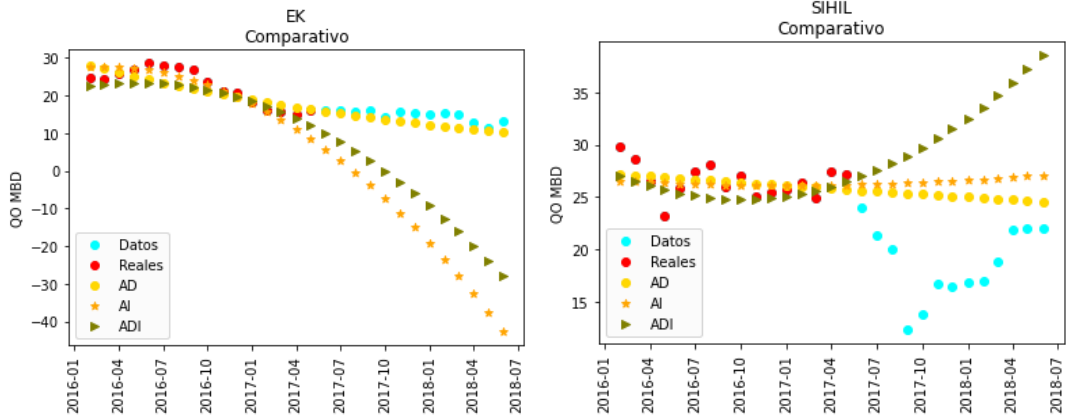 EK
Comparativo
QO MBD
30
20
10
0
−10
−20
−30
−40
Datos
Reales
AD
AI
ADI
2016-01
2016-04
2016-07
2016-10
2017-01
2017-04
2017-07
2017-10
2018-01
2018-04
2018-07
SIHIL
Comparativo
QO MBD
35
30
25
20
15
Datos
Reales
AD
AI
ADI
2016-01
2016-04
2016-07
2016-10
2017-01
2017-04
2017-07
2017-10
2018-01
2018-04
2018-07